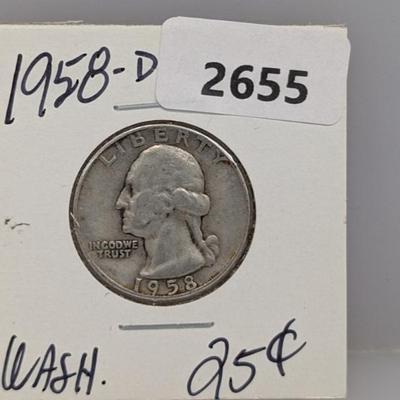 1958-D
2655
LIBERTY
IN GOD WE
TRUST
1958
WASH.
25¢